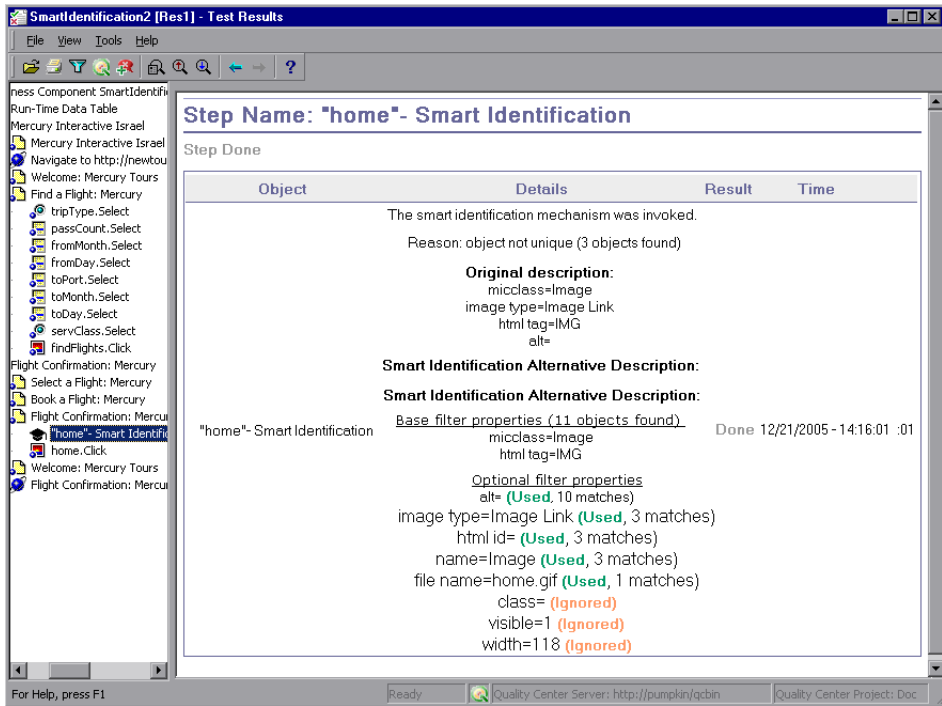 SmartIdentification2 [Res1] - Test Results
File View Tools Help
ness Component SmartIdentifi
Run-Time Data Table
Mercury Interactive Israel
Mercury Interactive Israel
Navigate to http://newtou
Welcome: Mercury Tours
Find a Flight: Mercury
tripType.Select
passCount.Select
fromMonth.Select
fromDay.Select
toPort.Select
toMonth.Select
toDay.Select
servClass.Select
findFlights.Click
Flight Confirmation: Mercury
Select a Flight: Mercury
Book a Flight: Mercury
Flight Confirmation: Mercur
"home"- Smart Identific
home.Click
Welcome: Mercury Tours
Flight Confirmation: Mercur
Step Name: "home"- Smart Identification
Step Done
Object Details Result Time
The smart identification mechanism was invoked.
Reason: object not unique (3 objects found)
Original description:
micclass=Image
image type=Image Link
html tag=IMG
alt=
Smart Identification Alternative Description:
Smart Identification Alternative Description:
"home"- Smart Identification
Base filter properties (11 objects found)
micclass=Image
html tag=IMG
Done 12/21/2005 - 14:16:01 :01
Optional filter properties
alt= (Used, 10 matches)
image type=Image Link (Used, 3 matches)
html id= (Used, 3 matches)
name=Image (Used, 3 matches)
file name=home.gif (Used, 1 matches)
class= (Ignored)
visible=1 (Ignored)
width=118 (Ignored)
For Help, press F1
Ready
Quality Center Server: http://pumpkin/qcbin
Quality Center Project: Doc